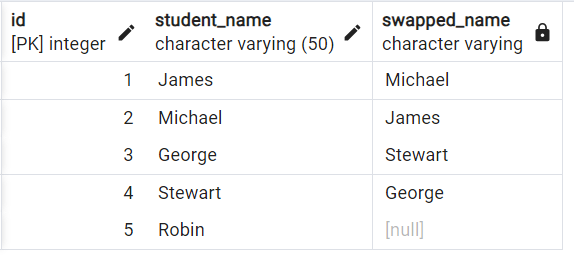 id student_name swapped_name
[PK] integer character varying (50) character varying
1 James Michael
2 Michael James
3 George Stewart
4 Stewart George
5 Robin [null]